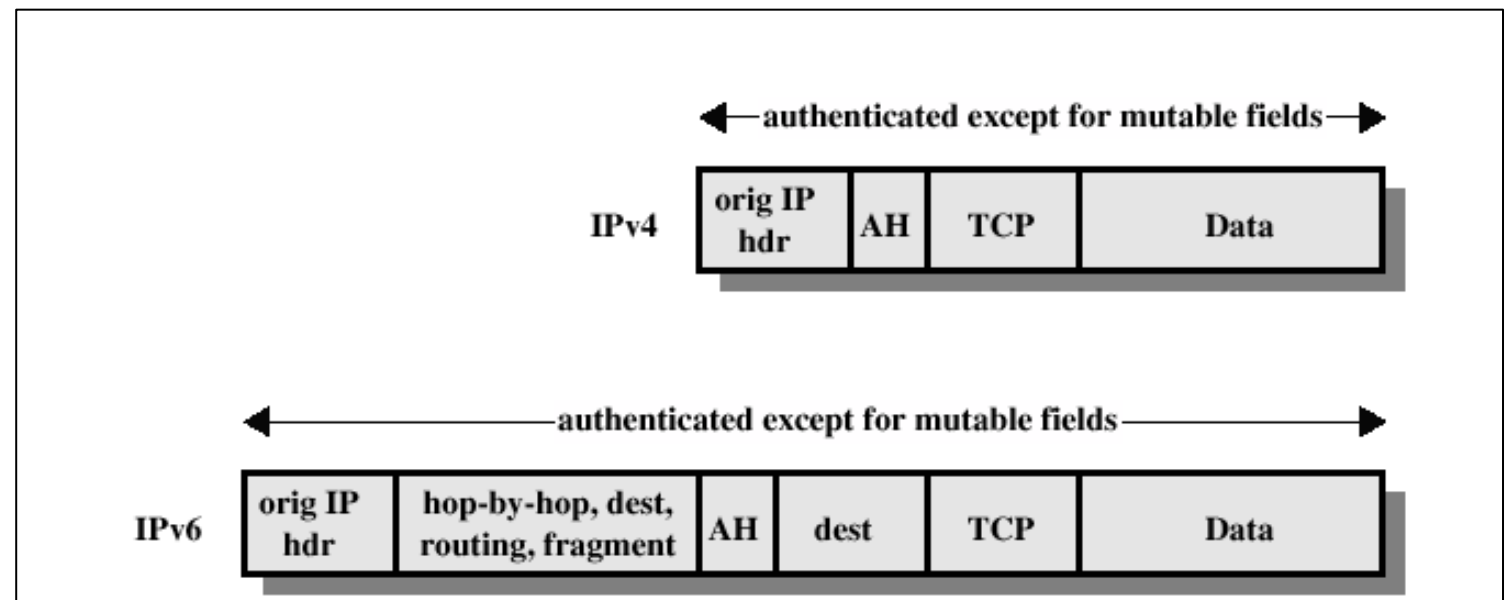 authenticated except for mutable fields
IPv4
orig IP
hdr
AH
TCP
Data
authenticated except for mutable fields
IPv6
orig IP
hdr
hop-by-hop, dest,
routing, fragment
AH
dest
TCP
Data